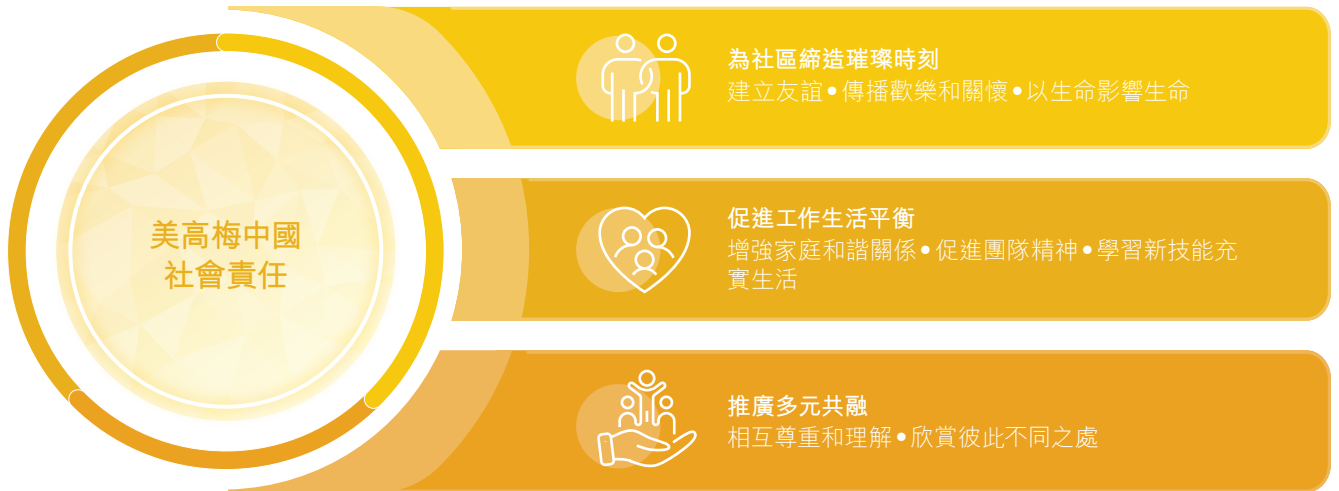 美高梅中國
社會責任
為社區締造璀璨時刻
建立友誼•傳播歡樂和關懷•以生命影響生命
促進工作生活平衡
增強家庭和諧關係•促進團隊精神•學習新技能充
實生活
推廣多元共融
相互尊重和理解•欣賞彼此不同之處